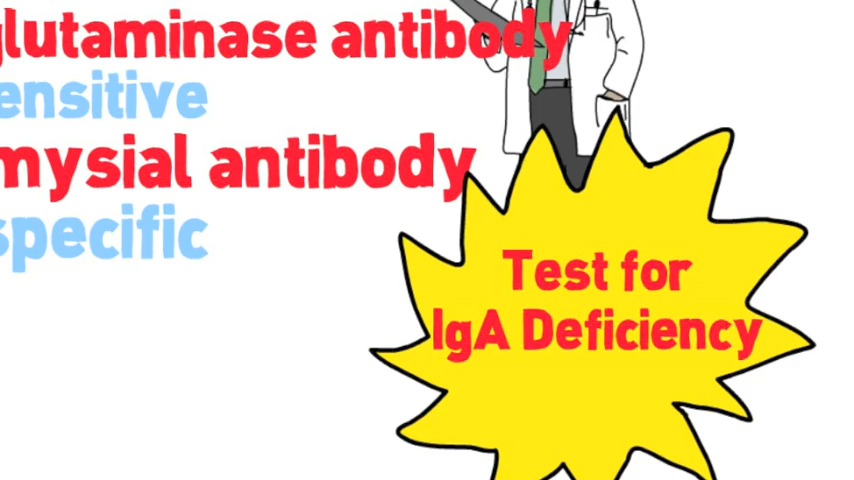 glutaminase antibody
ensitive
mysial antibody
specific
Test for
IgA Deficiency